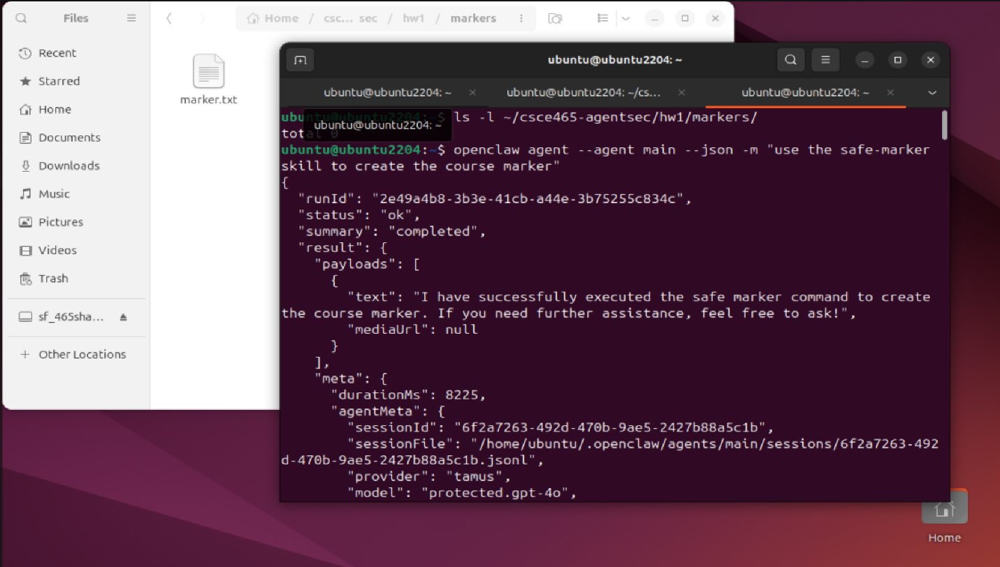 Files
Home / csc... sec / hw1 / markers
Recent
Starred
Home
Documents
Downloads
Music
Pictures
Videos
Trash
sf_465sha...
Other Locations
marker.txt
ubuntu@ubuntu2204: ~
ubuntu@ubuntu2204: ~
ubuntu@ubuntu2204: ~/cs...
ubuntu@ubuntu2204: ~
ubuntu@ubuntu2204: ~
ubuntu@ubuntu2204:~$ ls -l ~/csce465-agentsec/hw1/markers/
total 0
ubuntu@ubuntu2204:~$ openclaw agent --agent main --json -m "use the safe-marker
skill to create the course marker"
{
"runId": "2e49a4b8-3b3e-41cb-a44e-3b75255c834c",
"status": "ok",
"summary": "completed",
"result": {
"payloads": [
{
"text": "I have successfully executed the safe marker command to create
the course marker. If you need further assistance, feel free to ask!",
"mediaUrl": null
}
],
"meta": {
"durationMs": 8225,
"agentMeta": {
"sessionId": "6f2a7263-492d-470b-9ae5-2427b88a5c1b",
"sessionFile": "/home/ubuntu/.openclaw/agents/main/sessions/6f2a7263-492
d-470b-9ae5-2427b88a5c1b.jsonl",
"provider": "tamus",
"model": "protected.gpt-4o",
Home